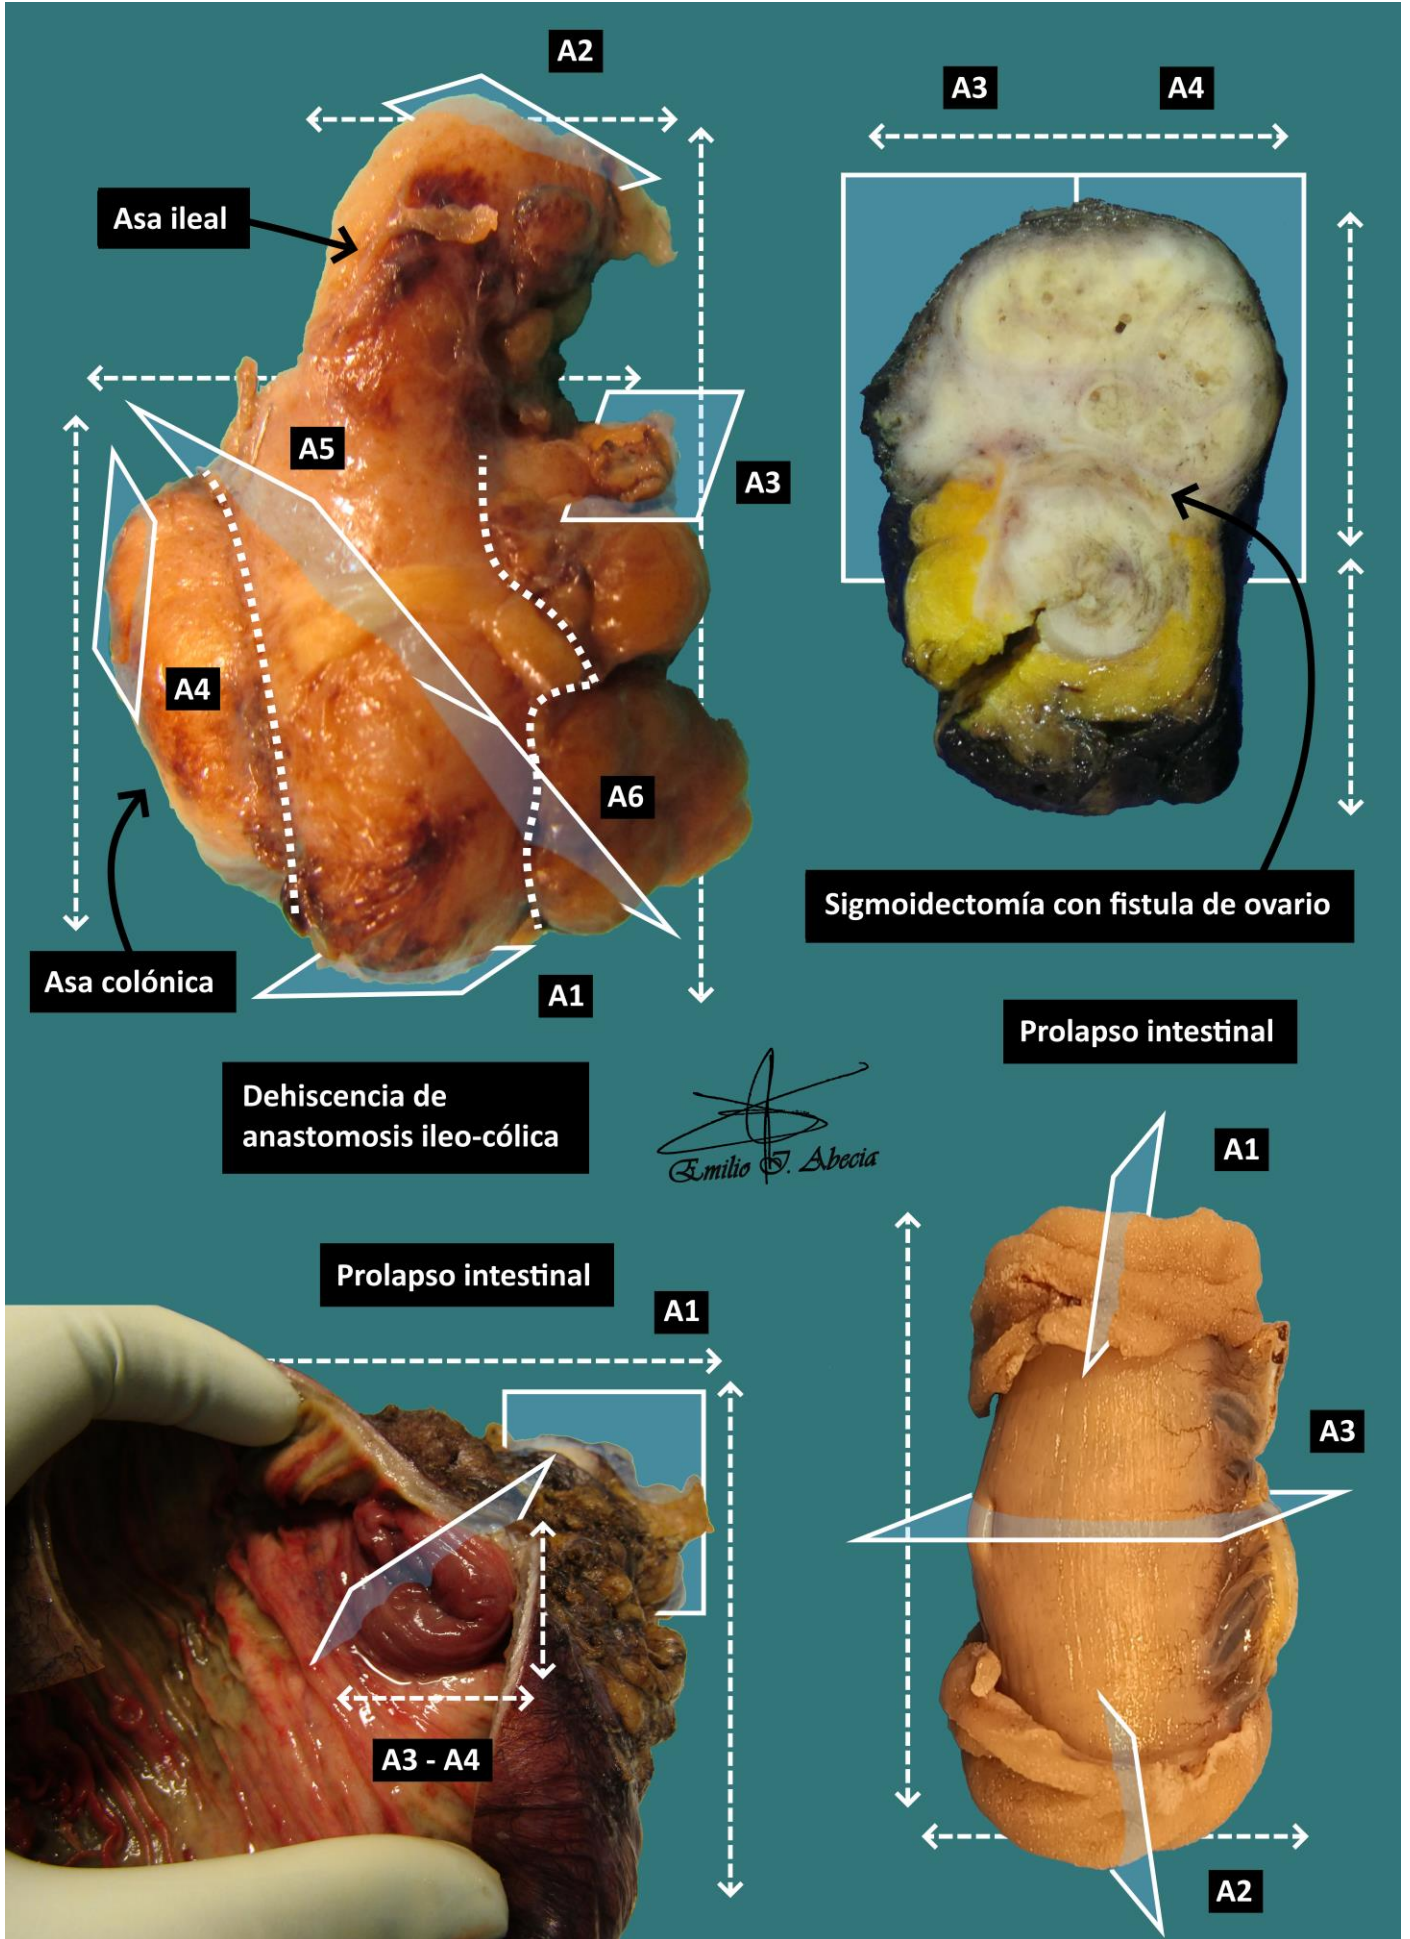 A2
A3
A4
Asa ileal
A5
A3
A4
A6
Sigmoidectomía con fistula de ovario
Asa colónica
A1
Prolapso intestinal
Dehiscencia de
anastomosis ileo-cólica
Emilio I. Abecia
A1
Prolapso intestinal
A1
A3
A3 - A4
A2